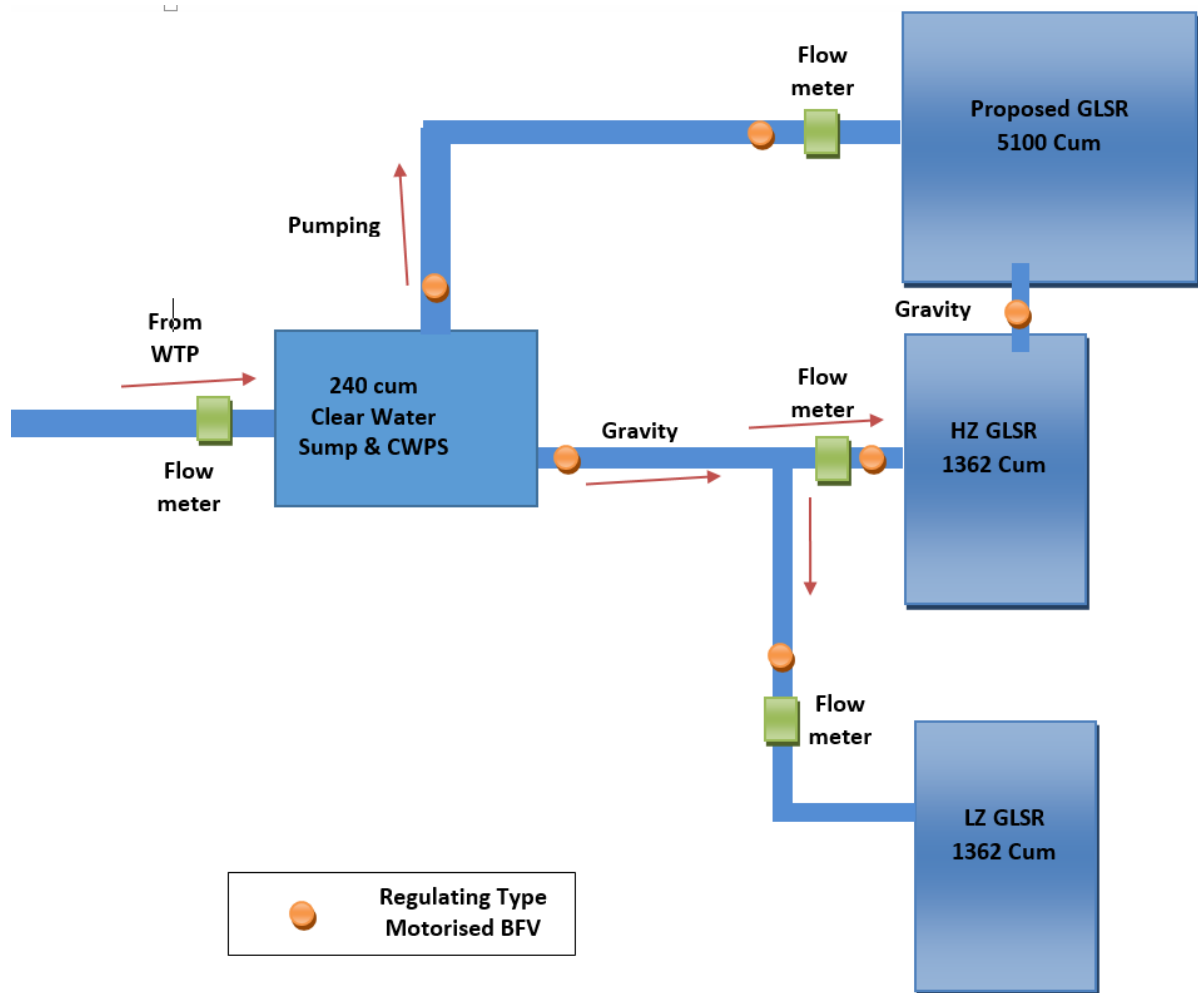 Flow
meter
Proposed GLSR
5100 Cum
Pumping
Gravity
From
WTP
240 cum
Clear Water
Sump & CWPS
Flow
meter
Gravity
Flow
meter
HZ GLSR
1362 Cum
Flow
meter
LZ GLSR
1362 Cum
Regulating Type
Motorised BFV